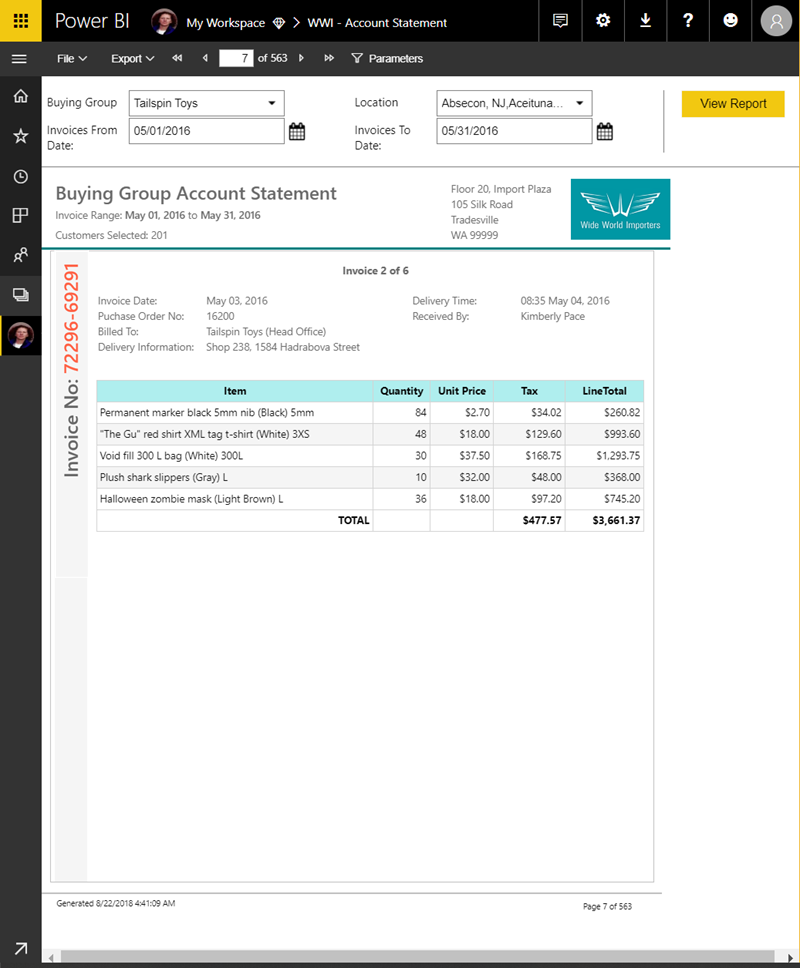 Power BI My Workspace > WWI - Account Statement ?
File Export 7 of 563 Parameters
Buying Group Tailspin Toys Location Absecon, NJ,Aceituna... View Report
Invoices From Date: 05/01/2016 Invoices To Date: 05/31/2016
Buying Group Account Statement
Invoice Range: May 01, 2016 to May 31, 2016
Customers Selected: 201
Floor 20, Import Plaza
105 Silk Road
Tradesville
WA 99999
Wide World Importers
Invoice No: 72296-69291
Invoice 2 of 6
Invoice Date: May 03, 2016 Delivery Time: 08:35 May 04, 2016
Puchase Order No: 16200 Received By: Kimberly Pace
Billed To: Tailspin Toys (Head Office)
Delivery Information: Shop 238, 1584 Hadrabova Street
Item Quantity Unit Price Tax LineTotal
Permanent marker black 5mm nib (Black) 5mm 84 $2.70 $34.02 $260.82
"The Gu" red shirt XML tag t-shirt (White) 3XS 48 $18.00 $129.60 $993.60
Void fill 300 L bag (White) 300L 30 $37.50 $168.75 $1,293.75
Plush shark slippers (Gray) L 10 $32.00 $48.00 $368.00
Halloween zombie mask (Light Brown) L 36 $18.00 $97.20 $745.20
TOTAL $477.57 $3,661.37
Generated 8/22/2018 4:41:09 AM Page 7 of 563